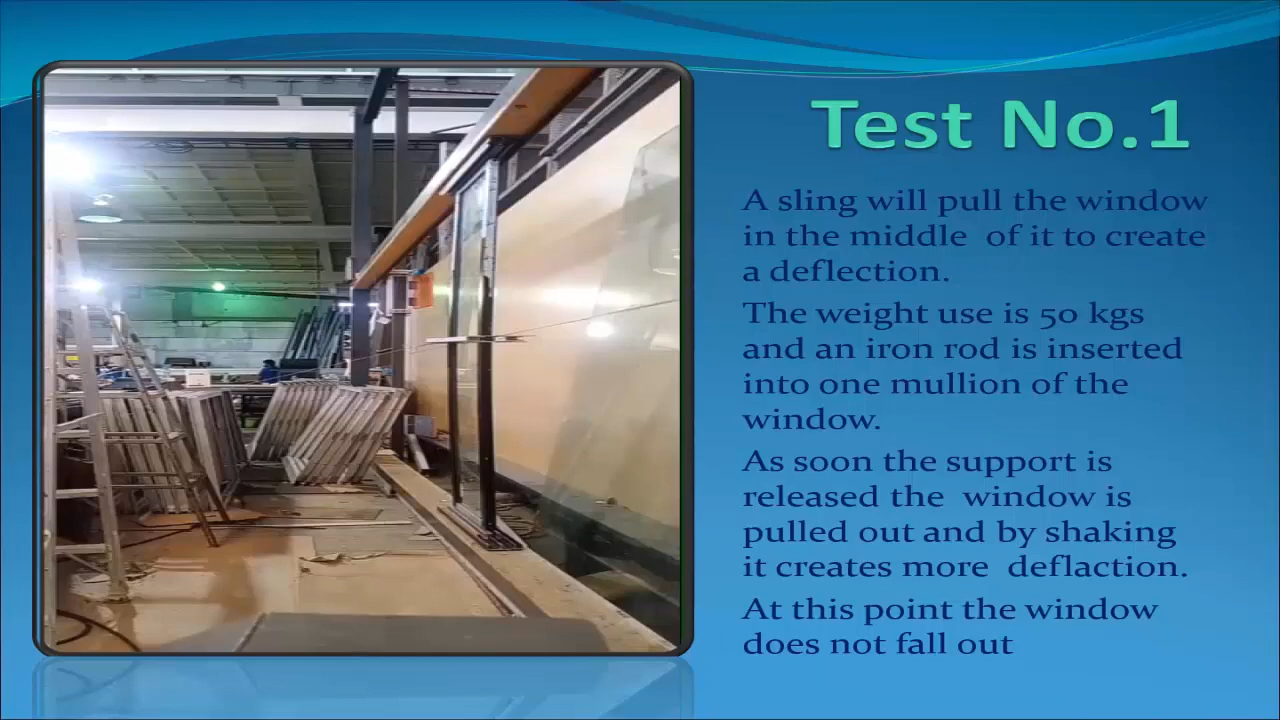 Test No.1
A sling will pull the window
in the middle  of it to create
a deflection.
The weight use is 50 kgs
and an iron rod is inserted
into one mullion of the
window.
As soon the support is
released the  window is
pulled out and by shaking
it creates more  deflaction.
At this point the window
does not fall out